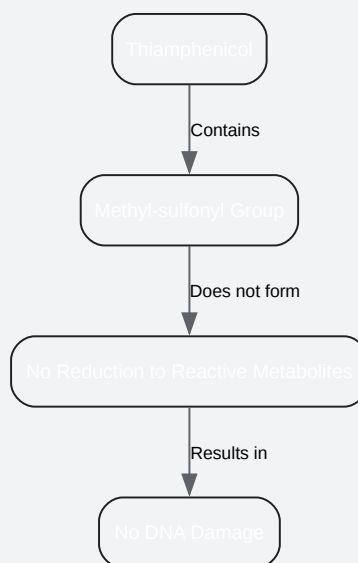 Thiamphenicol
Contains
Methyl-sulfonyl Group
Does not form
No Reduction to Reactive Metabolites
Results in
No DNA Damage